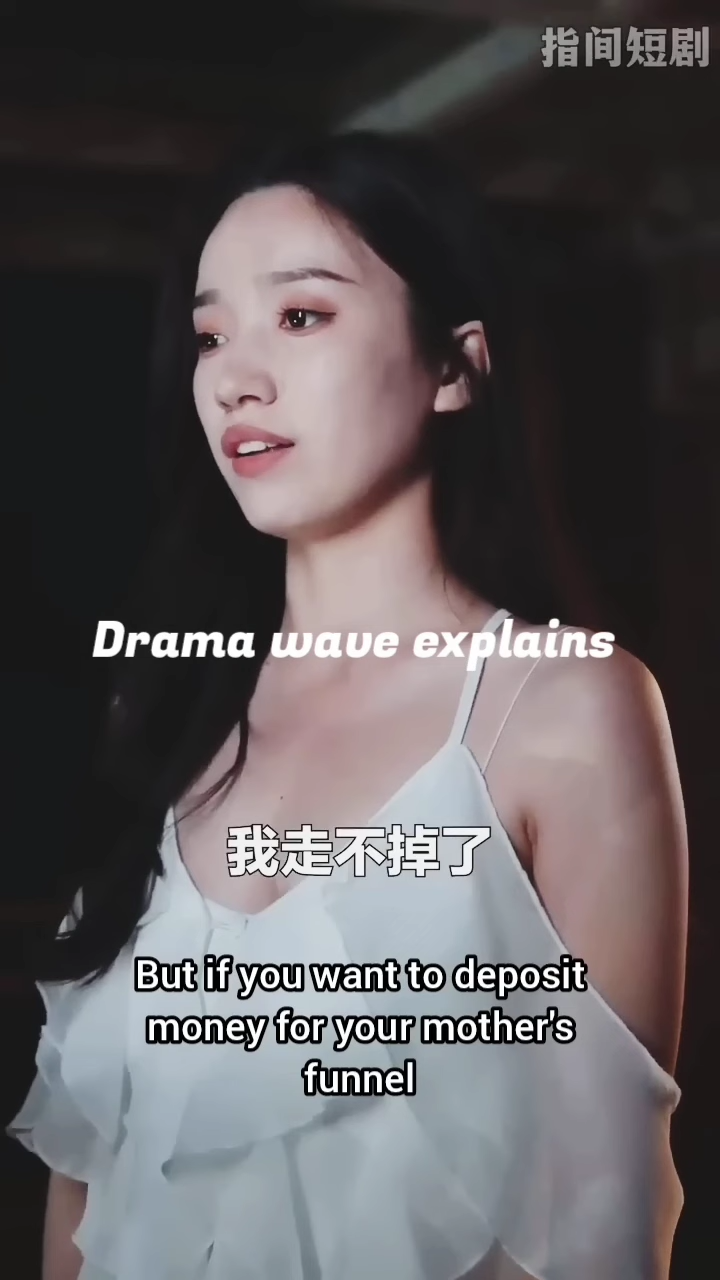 指间短剧
Drama wave explains
我走不掉了
But if you want to deposit
money for your mother's
funnel